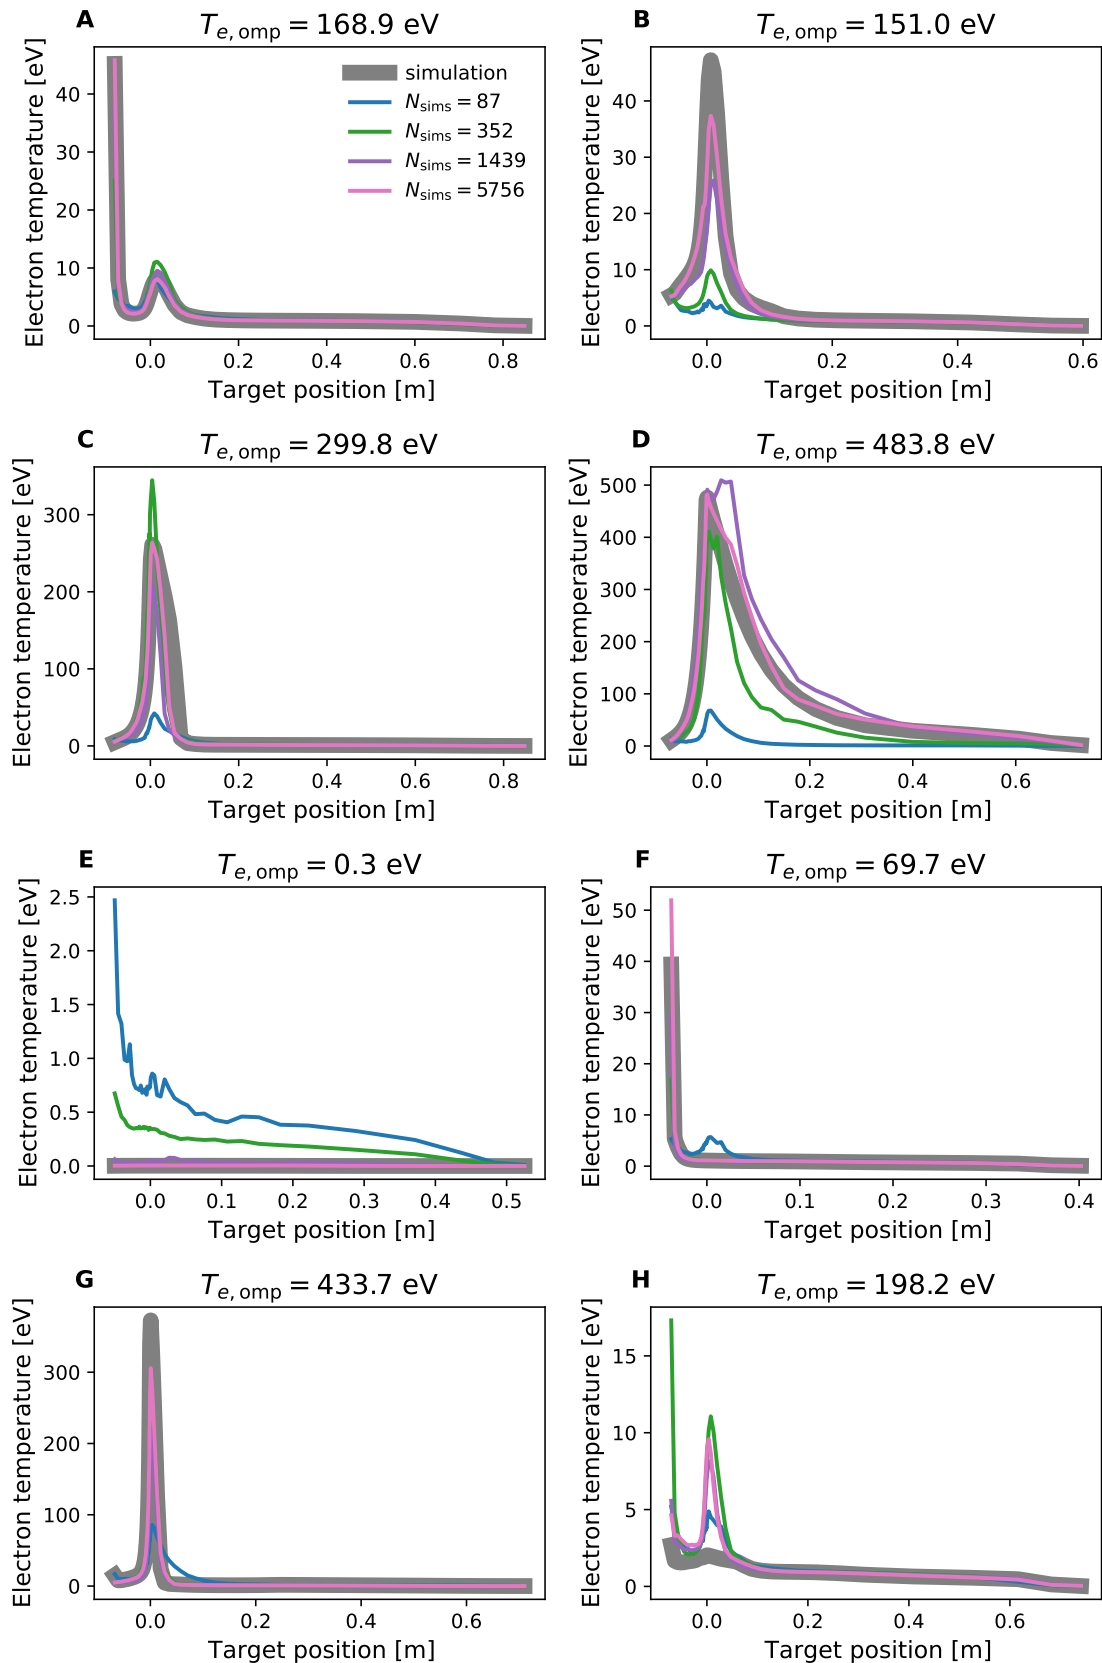 A
T_{e, omp} = 168.9 eV
Electron temperature [eV]
40
30
20
10
0
simulation
N_{sims} = 87
N_{sims} = 352
N_{sims} = 1439
N_{sims} = 5756
0.0 0.2 0.4 0.6 0.8
Target position [m]
B
T_{e, omp} = 151.0 eV
Electron temperature [eV]
40
30
20
10
0
0.0 0.2 0.4 0.6
Target position [m]
C
T_{e, omp} = 299.8 eV
Electron temperature [eV]
300
200
100
0
0.0 0.2 0.4 0.6 0.8
Target position [m]
D
T_{e, omp} = 483.8 eV
Electron temperature [eV]
500
400
300
200
100
0
0.0 0.2 0.4 0.6
Target position [m]
E
T_{e, omp} = 0.3 eV
Electron temperature [eV]
2.5
2.0
1.5
1.0
0.5
0.0
0.0 0.1 0.2 0.3 0.4 0.5
Target position [m]
F
T_{e, omp} = 69.7 eV
Electron temperature [eV]
50
40
30
20
10
0
0.0 0.1 0.2 0.3 0.4
Target position [m]
G
T_{e, omp} = 433.7 eV
Electron temperature [eV]
300
200
100
0
0.0 0.2 0.4 0.6
Target position [m]
H
T_{e, omp} = 198.2 eV
Electron temperature [eV]
15
10
5
0
0.0 0.2 0.4 0.6
Target position [m]